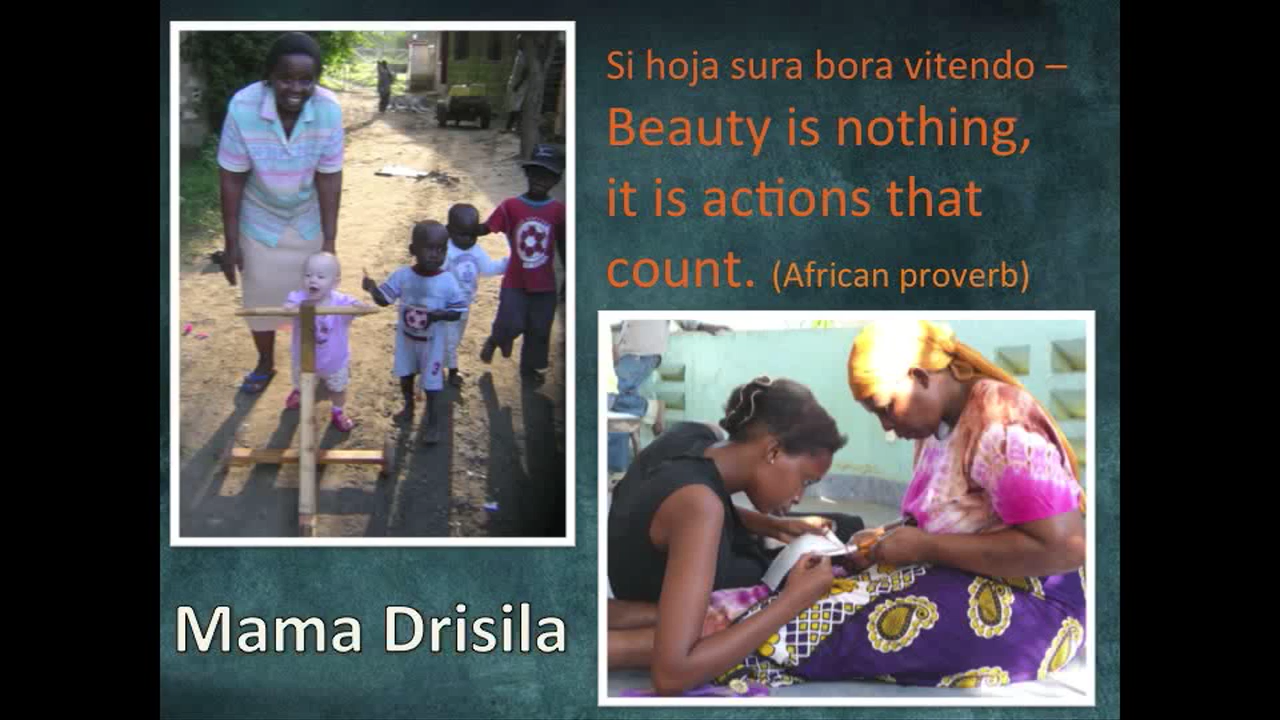 Si hoja sura bora vitendo –
Beauty is nothing,
it is actions that
count. (African proverb)
Mama Drisila